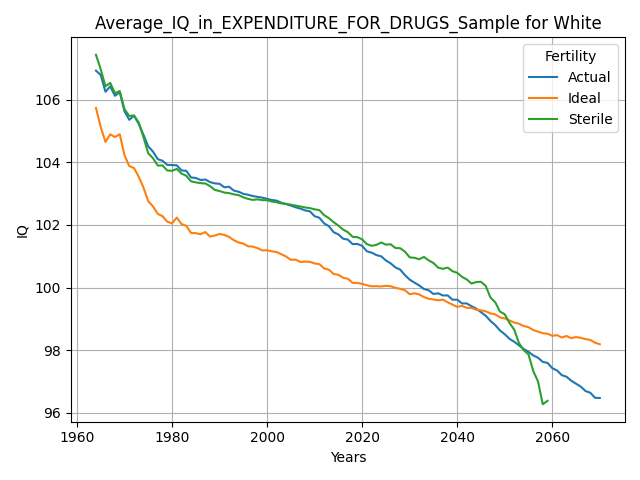 Average_IQ_in_EXPENDITURE_FOR_DRUGS_Sample for White
Fertility
Actual
Ideal
Sterile
IQ
106
104
102
100
98
96
1960
1980
2000
2020
2040
2060
Years